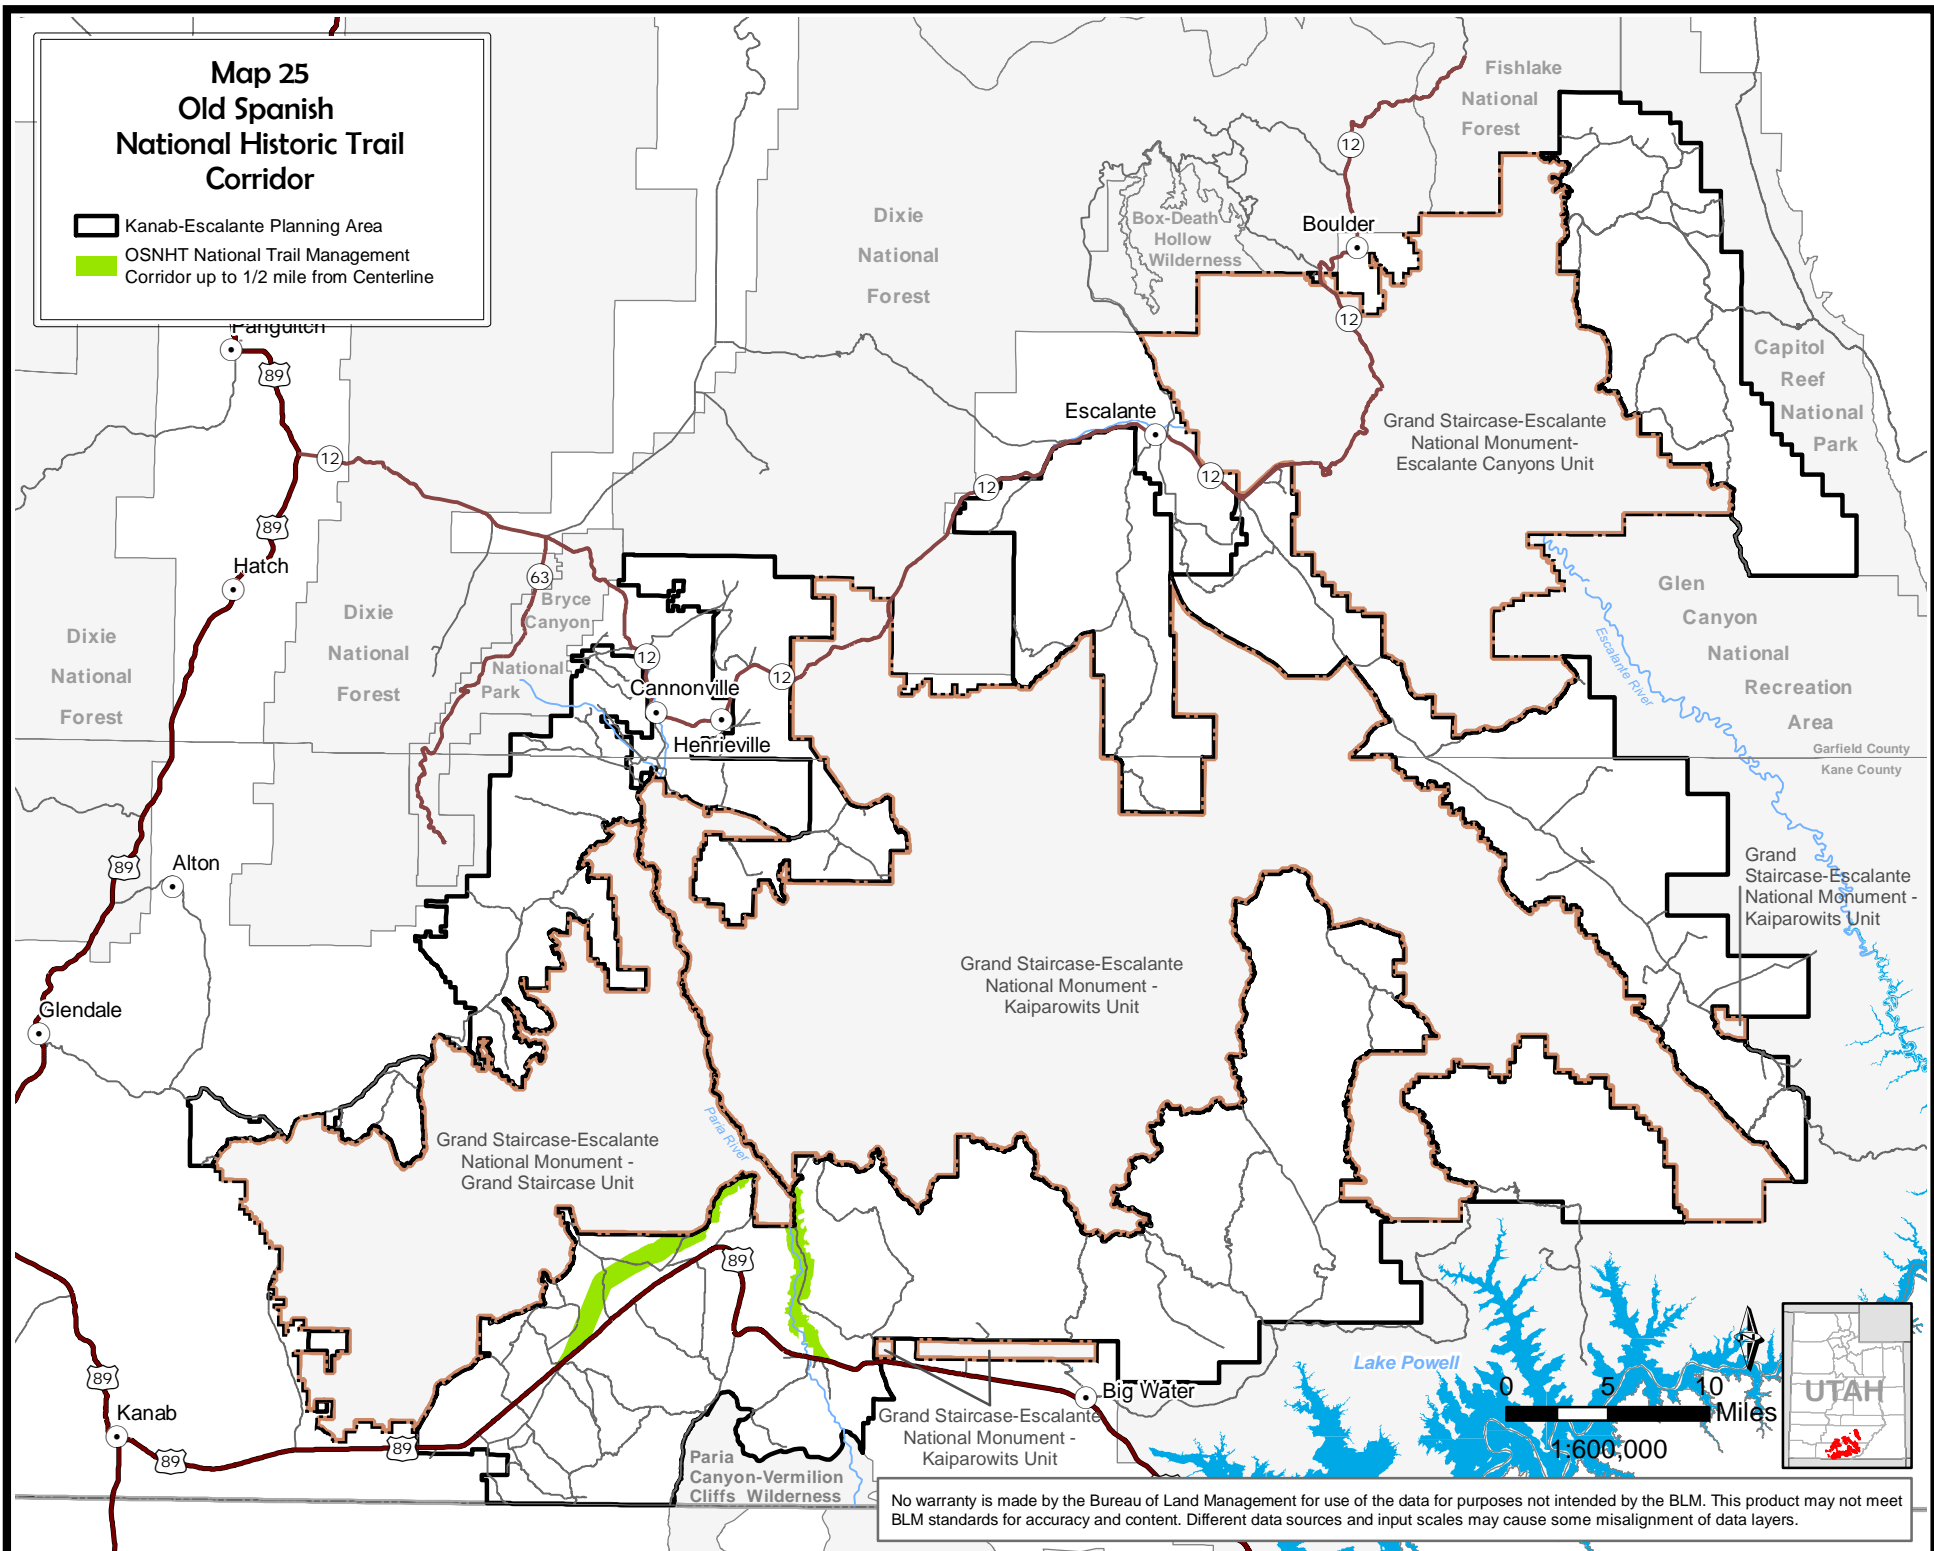 Map 25
Old Spanish
National Historic Trail
Corridor
Kanab-Escalante Planning Area
OSNHT National Trail Management
Corridor up to 1/2 mile from Centerline
Fishlake
National
Forest
12
Box-Death
Hollow
Wilderness
Boulder
Dixie
National
Forest
12
Panguitch
89
Capitol
Reef
National
Park
Escalante
Grand Staircase-Escalante
National Monument-
Escalante Canyons Unit
12
12
12
89
Hatch
63
Bryce
Canyon
National
Park
Glen
Canyon
National
Recreation
Area
Escalante River
Dixie
National
Forest
Dixie
National
Forest
12
12
Cannonville
Henrieville
Garfield County
Kane County
89
Alton
Grand
Staircase-Escalante
National Monument -
Kaiparowits Unit
Grand Staircase-Escalante
National Monument -
Kaiparowits Unit
Glendale
Paria River
Grand Staircase-Escalante
National Monument -
Grand Staircase Unit
89
Lake Powell
89
Big Water
Kanab
89
89
Grand Staircase-Escalante
National Monument -
Kaiparowits Unit
Paria
Canyon-Vermilion
Cliffs Wilderness
0 5 10
Miles
1:600,000
UTAH
No warranty is made by the Bureau of Land Management for use of the data for purposes not intended by the BLM. This product may not meet
BLM standards for accuracy and content. Different data sources and input scales may cause some misalignment of data layers.